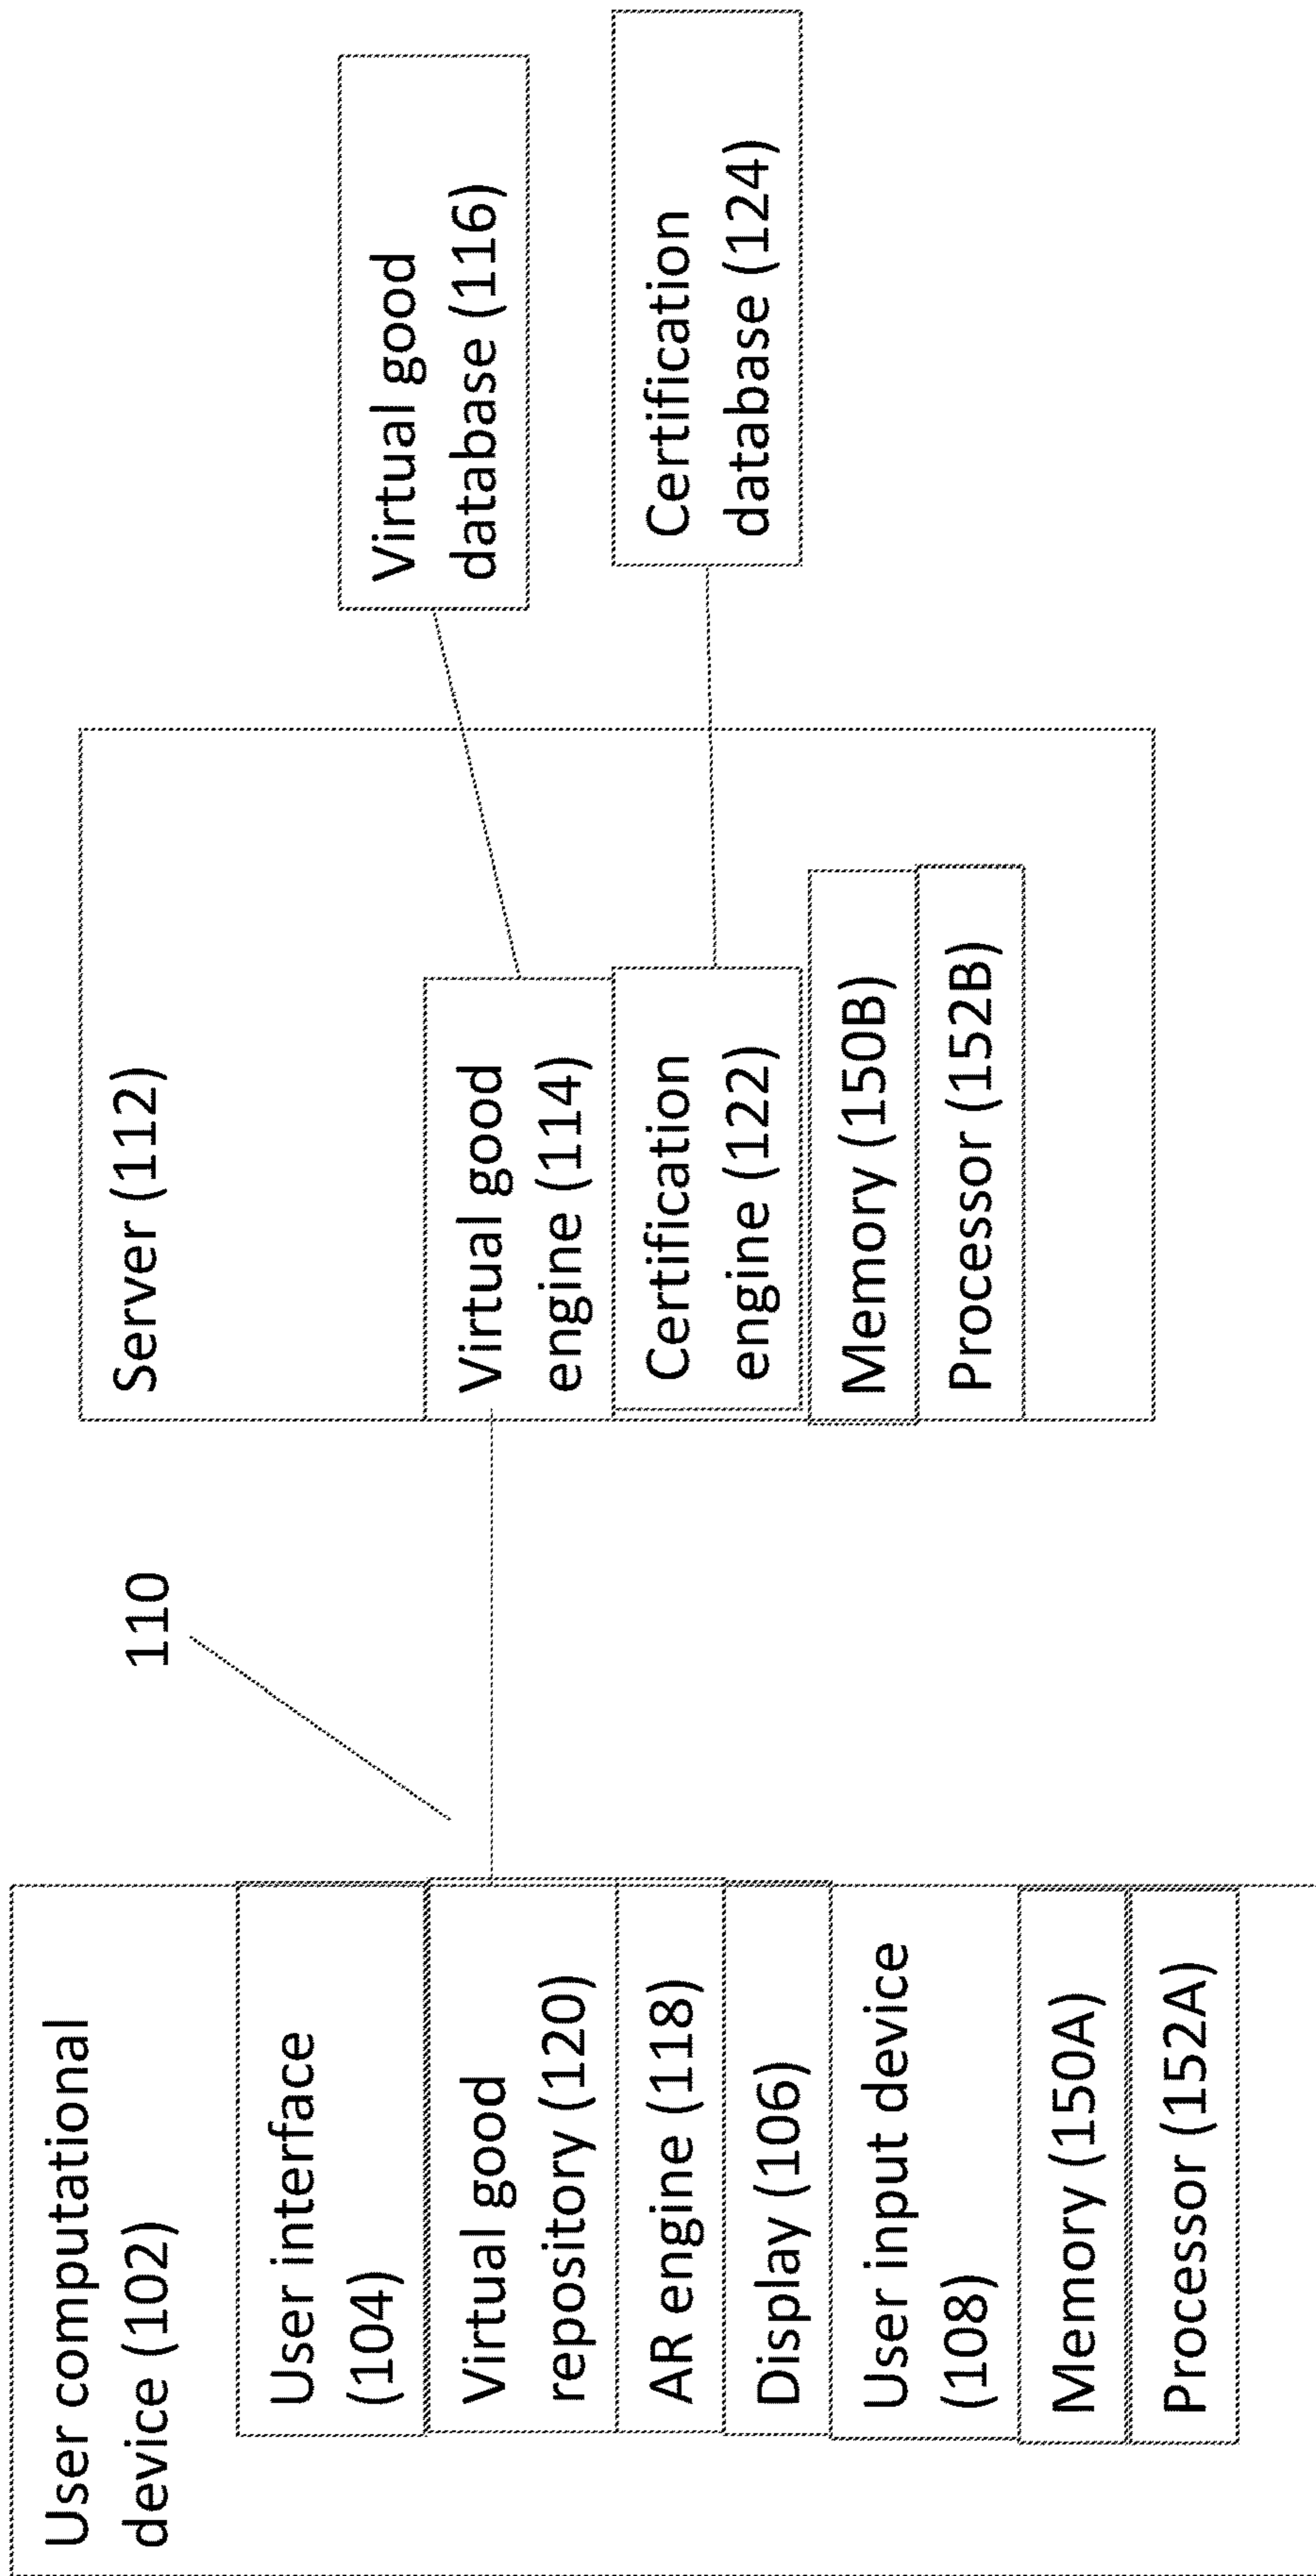 User computational
device (102)
User interface
(104)
Virtual good
repository (120)
AR engine (118)
Display (106)
User input device
(108)
Memory (150A)
Processor (152A)
110
Server (112)
Virtual good
engine (114)
Certification
engine (122)
Memory (150B)
Processor (152B)
Virtual good
database (116)
Certification
database (124)